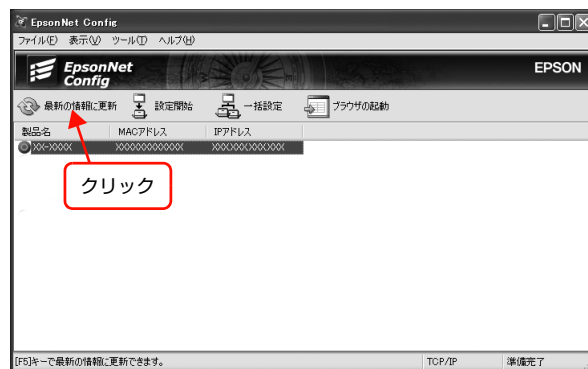 EpsonNet Config
ファイル(F) 表示(V) ツール(T) ヘルプ(H)
EpsonNet
Config
EPSON
最新の情報に更新 設定開始 一括設定 ブラウザの起動
製品名 MACアドレス IPアドレス
XX-XXXX XXXXXXXXXXXX XXX.XXX.XXX.XXX
クリック
[F5]キーで最新の情報に更新できます。 TCP/IP 準備完了